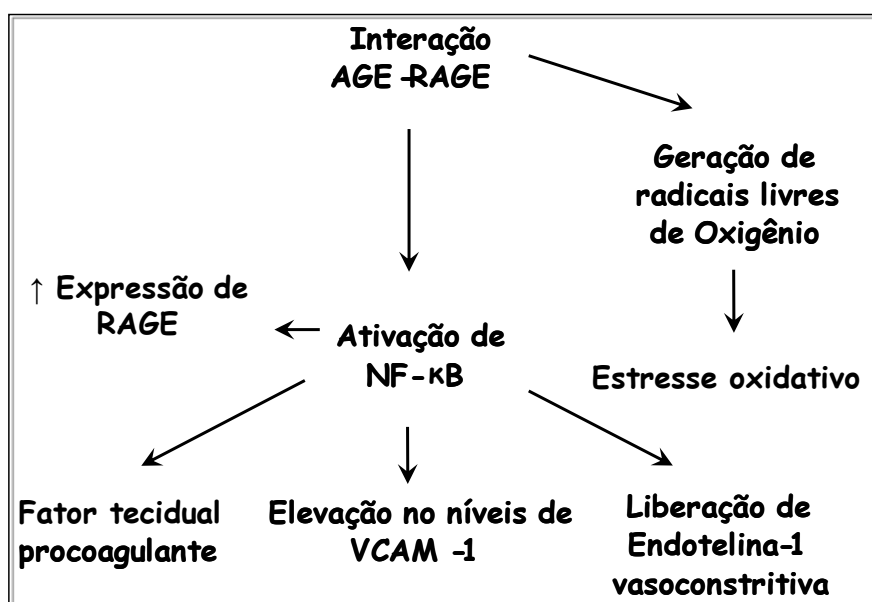 Interação
AGE -RAGE
Geração de
radicais livres
de Oxigênio
↑ Expressão de
RAGE
Ativação de
NF-κB
Estresse oxidativo
Fator tecidual
procoagulante
Elevação no níveis de
VCAM -1
Liberação de
Endotelina-1
vasoconstritiva